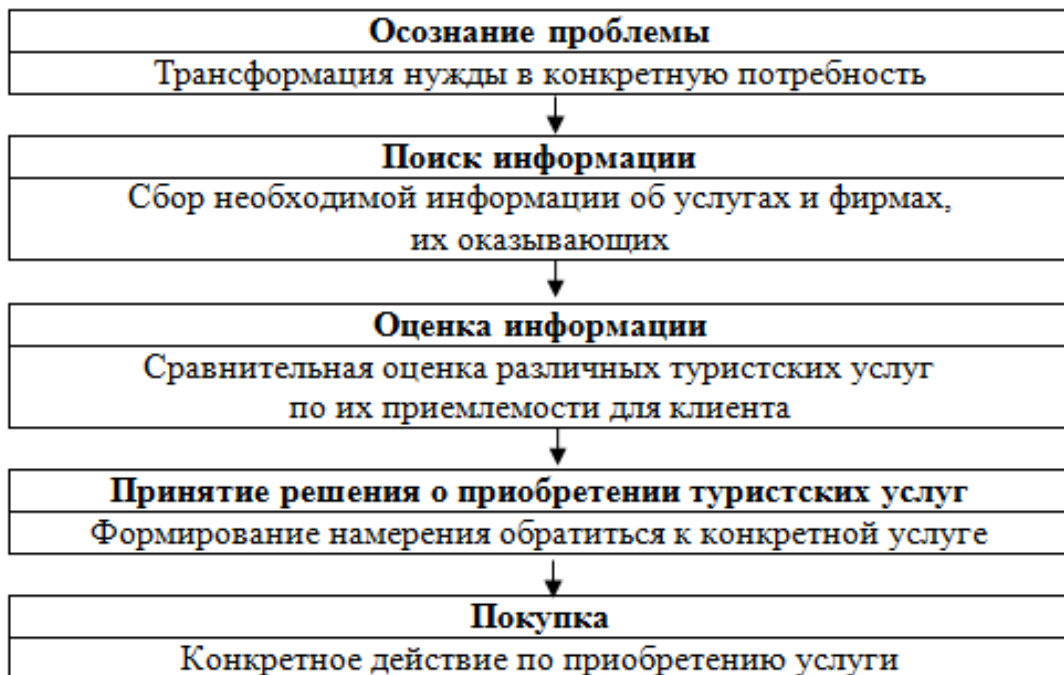 Осознание проблемы
Трансформация нужды в конкретную потребность
Поиск информации
Сбор необходимой информации об услугах и фирмах,
их оказывающих
Оценка информации
Сравнительная оценка различных туристских услуг
по их приемлемости для клиента
Принятие решения о приобретении туристских услуг
Формирование намерения обратиться к конкретной услуге
Покупка
Конкретное действие по приобретению услуги